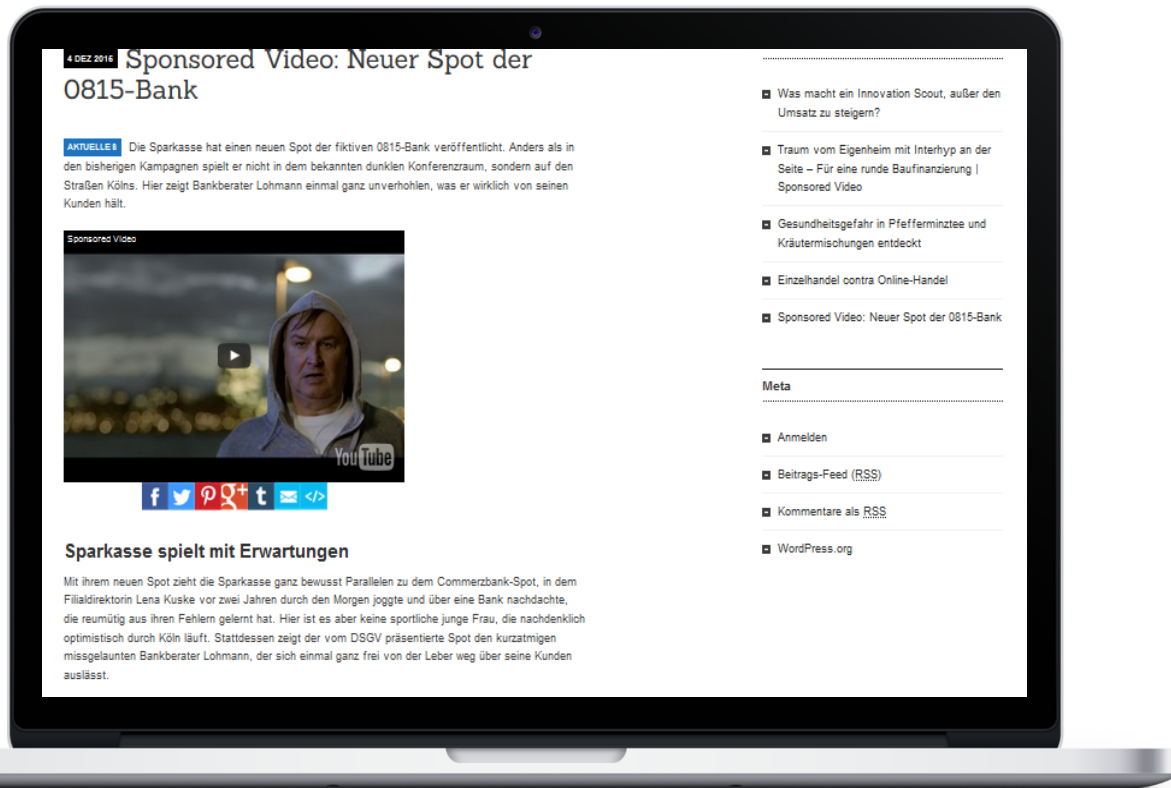 4 DEZ 2015 Sponsored Video: Neuer Spot der
0815-Bank
AKTUELLES Die Sparkasse hat einen neuen Spot der fiktiven 0815-Bank veröffentlicht. Anders als in
den bisherigen Kampagnen spielt er nicht in dem bekannten dunklen Konferenzraum, sondern auf den
Straßen Kölns. Hier zeigt Bankberater Lohmann einmal ganz unverhohlen, was er wirklich von seinen
Kunden hält.
Sponsored Video
YouTube
Sparkasse spielt mit Erwartungen
Mit ihrem neuen Spot zieht die Sparkasse ganz bewusst Parallelen zu dem Commerzbank-Spot, in dem
Filialdirektorin Lena Kuske vor zwei Jahren durch den Morgen joggte und über eine Bank nachdachte,
die reumütig aus ihren Fehlern gelernt hat. Hier ist es aber keine sportliche junge Frau, die nachdenklich
optimistisch durch Köln läuft. Stattdessen zeigt der vom DSGV präsentierte Spot den kurzatmigen
missgelaunten Bankberater Lohmann, der sich einmal ganz frei von der Leber weg über seine Kunden
auslässt.
Was macht ein Innovation Scout, außer den
Umsatz zu steigern?
Traum vom Eigenheim mit Interhyp an der
Seite – Für eine runde Baufinanzierung |
Sponsored Video
Gesundheitsgefahr in Pfefferminztee und
Kräutermischungen entdeckt
Einzelhandel contra Online-Handel
Sponsored Video: Neuer Spot der 0815-Bank
Meta
Anmelden
Beitrags-Feed (RSS)
Kommentare als RSS
WordPress.org